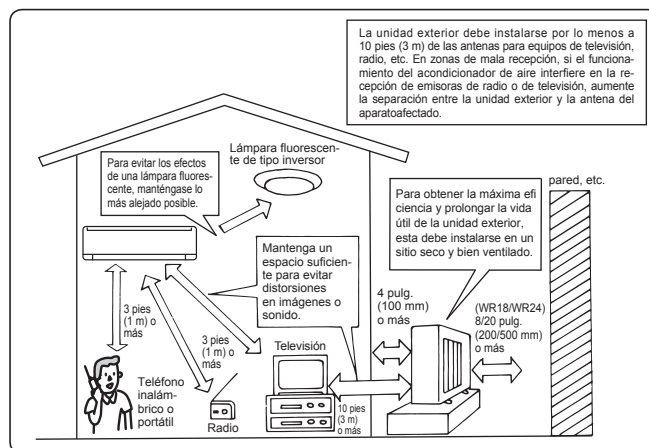 La unidad exterior debe instalarse por lo menos a
10 pies (3 m) de las antenas para equipos de televisión,
radio, etc. En zonas de mala recepción, si el funciona-
miento del acondicionador de aire interfiere en la re-
cepción de emisoras de radio o de televisión, aumente
la separación entre la unidad exterior y la antena del
aparatoafectado.
Lámpara fluorescen-
te de tipo inversor
Para evitar los efectos
de una lámpara fluores-
cente, manténgase lo
más alejado posible.
pared, etc.
Para obtener la máxima efi
ciencia y prolongar la vida
útil de la unidad exterior,
esta debe instalarse en un
sitio seco y bien ventilado.
Mantenga un
espacio suficien-
te para evitar
distorsiones
en imágenes o
sonido.
4 pulg.
(100 mm)
o más
(WR18/WR24)
8/20 pulg.
(200/500 mm)
o más
3 pies
(1 m) o
más
3 pies
(1 m) o
más
Televisión
Teléfono
inalám-
brico o
portátil
Radio
10 pies
(3 m)
o más